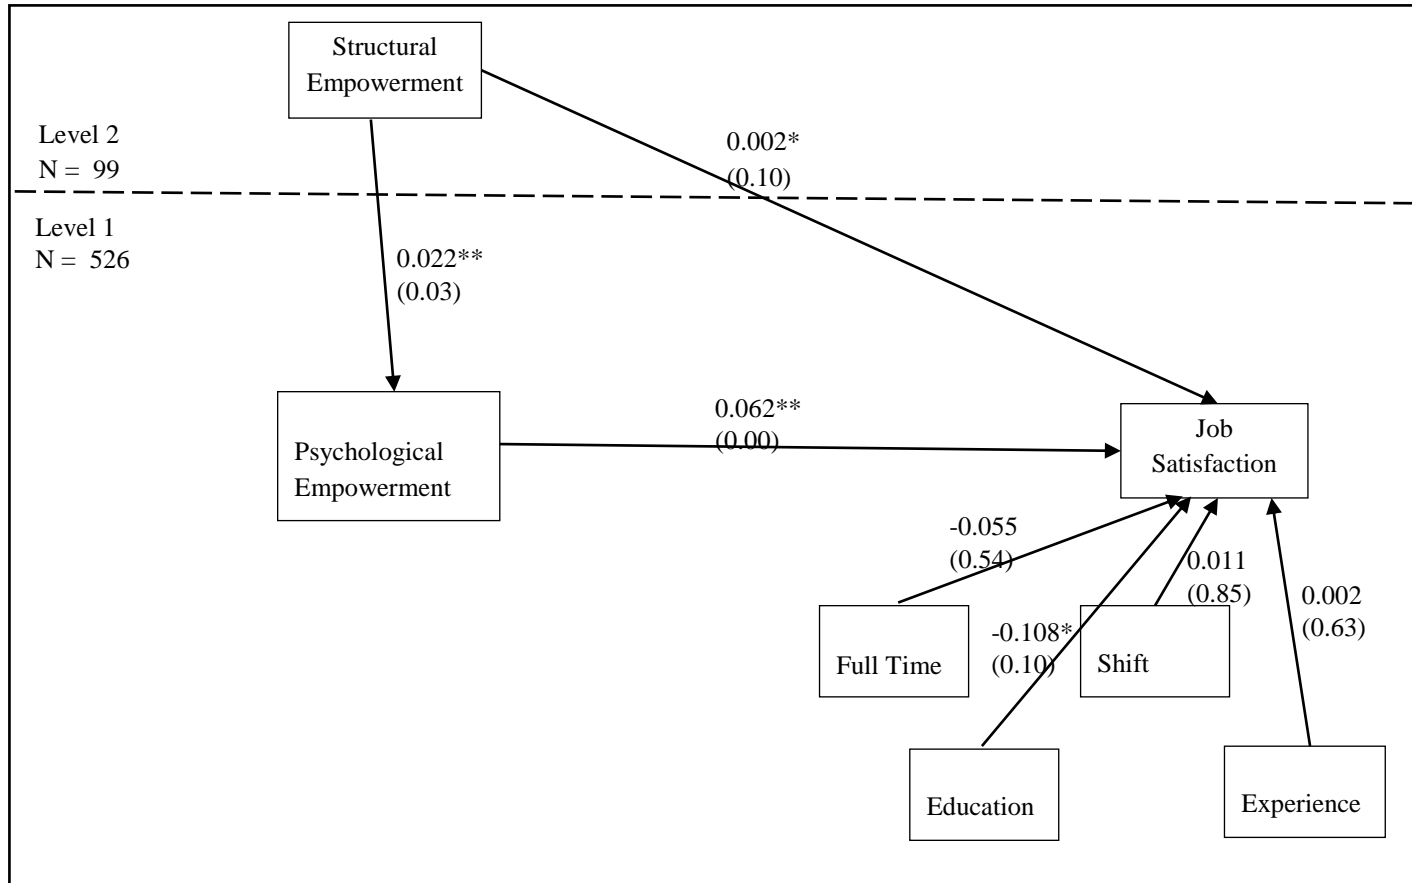 Structural
Empowerment
Level 2
N = 99
0.002*
(0.10)
Level 1
N = 526
0.022**
(0.03)
Psychological
Empowerment
0.062**
(0.00)
Job
Satisfaction
-0.055
(0.54)
0.011
(0.85)
0.002
(0.63)
-0.108*
(0.10)
Full Time
Shift
Education
Experience